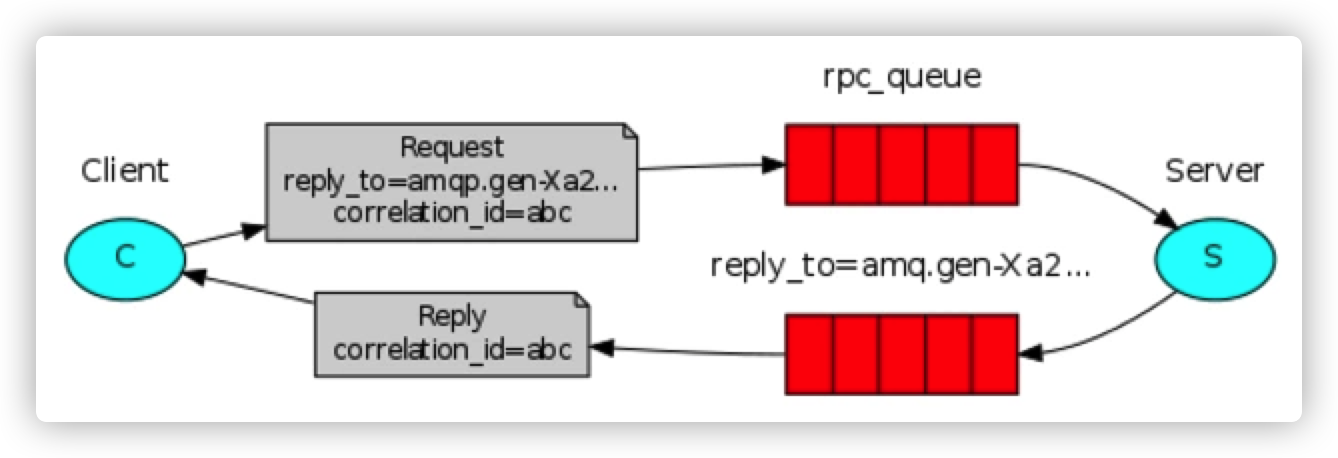 rpc_queue
Client
Request
reply_to=amqp.gen-Xa2...
correlation_id=abc
Server
C
S
reply_to=amq.gen-Xa2...
Reply
correlation_id=abc